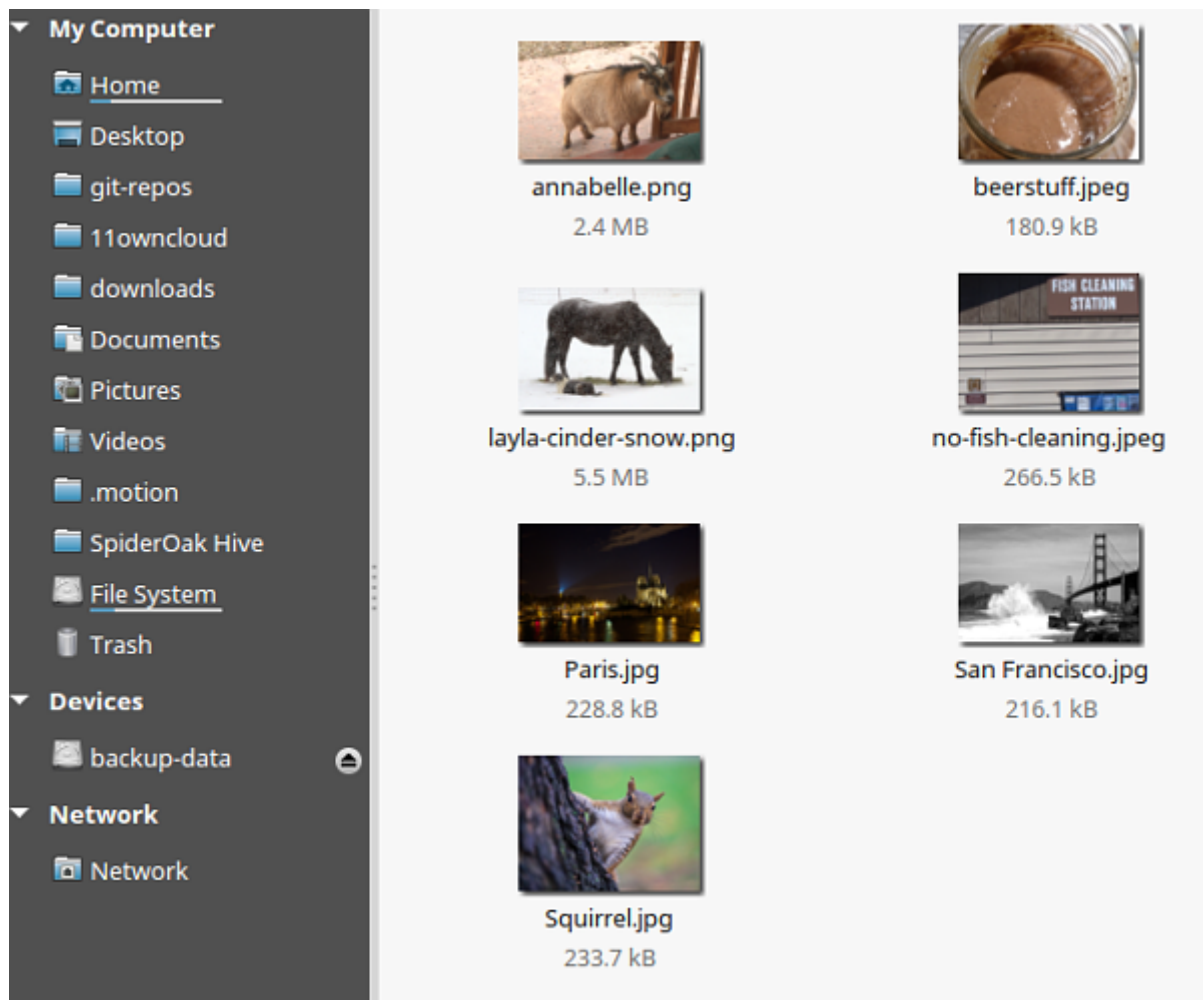 My Computer
Home
Desktop
git-repos
11owncloud
downloads
Documents
Pictures
Videos
.motion
SpiderOak Hive
File System
Trash
Devices
backup-data
Network
Network
annabelle.png
2.4 MB
beerstuff.jpeg
180.9 kB
layla-cinder-snow.png
5.5 MB
FISH CLEANING
STATION
no-fish-cleaning.jpeg
266.5 kB
Paris.jpg
228.8 kB
San Francisco.jpg
216.1 kB
Squirrel.jpg
233.7 kB